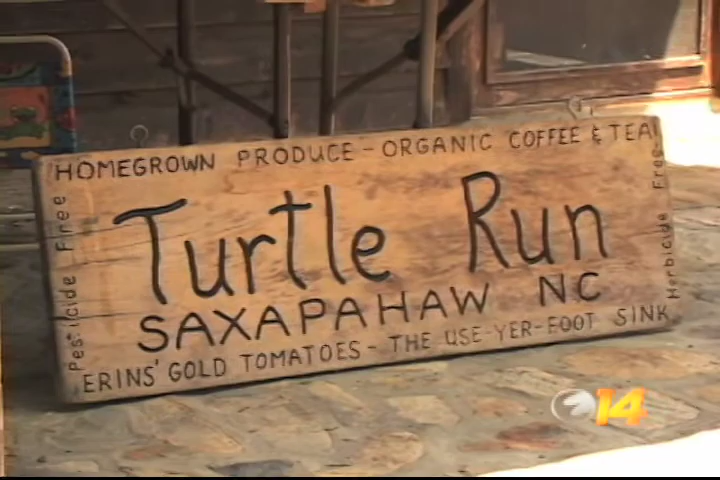 HOMEGROWN PRODUCE - ORGANIC COFFEE & TEA
Pesticide Free
Turtle Run
SAXAPAHAW NC
Herbicide Free
ERINS' GOLD TOMATOES - THE USE-YER-FOOT SINK
14